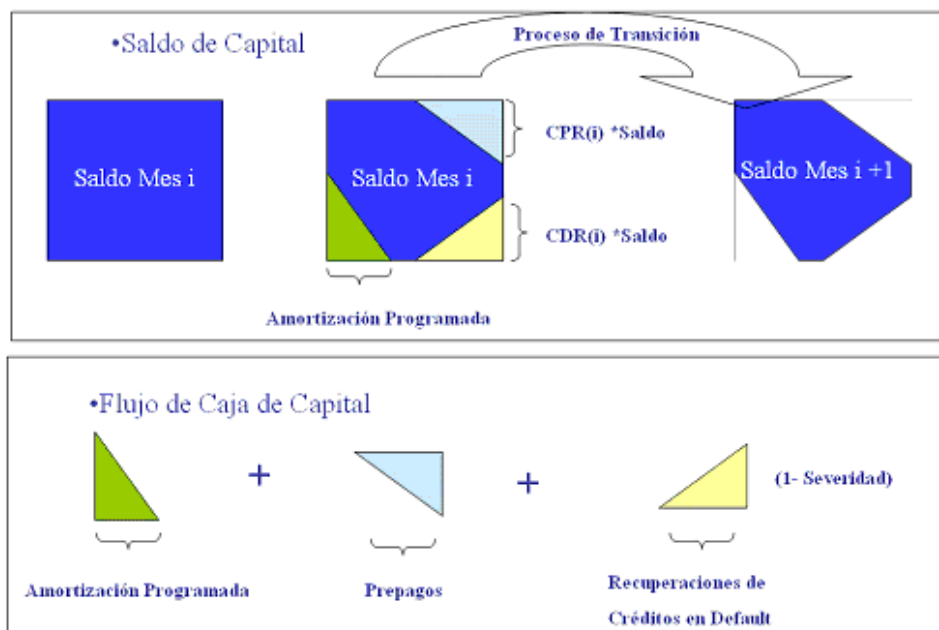 •Saldo de Capital
Proceso de Transición
Saldo Mes i
Saldo Mes i
CPR(i) *Saldo
CDR(i) *Saldo
Saldo Mes i +1
Amortización Programada
•Flujo de Caja de Capital
+
+
(1- Severidad)
Amortización Programada
Prepagos
Recuperaciones de
Créditos en Default